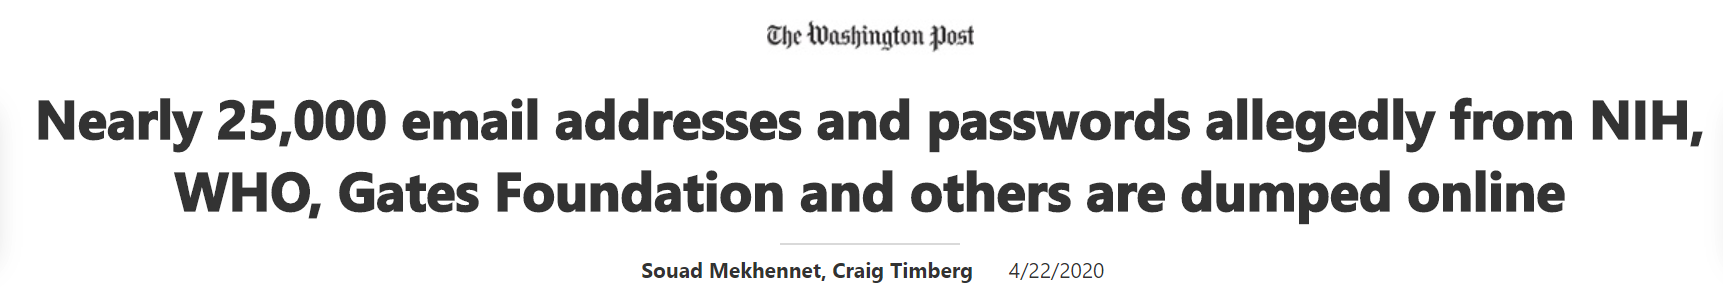 The Washington Post
Nearly 25,000 email addresses and passwords allegedly from NIH,
WHO, Gates Foundation and others are dumped online
Souad Mekhennet, Craig Timberg 4/22/2020